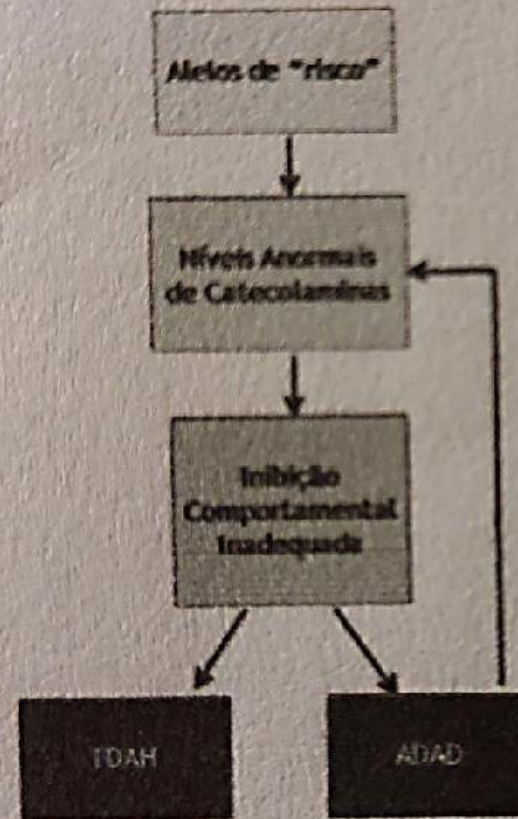 Alelos de "risco"
Níveis Anormais
de Catecolaminas
Inibição
Comportamental
Inadequada
TDAH
ADAD